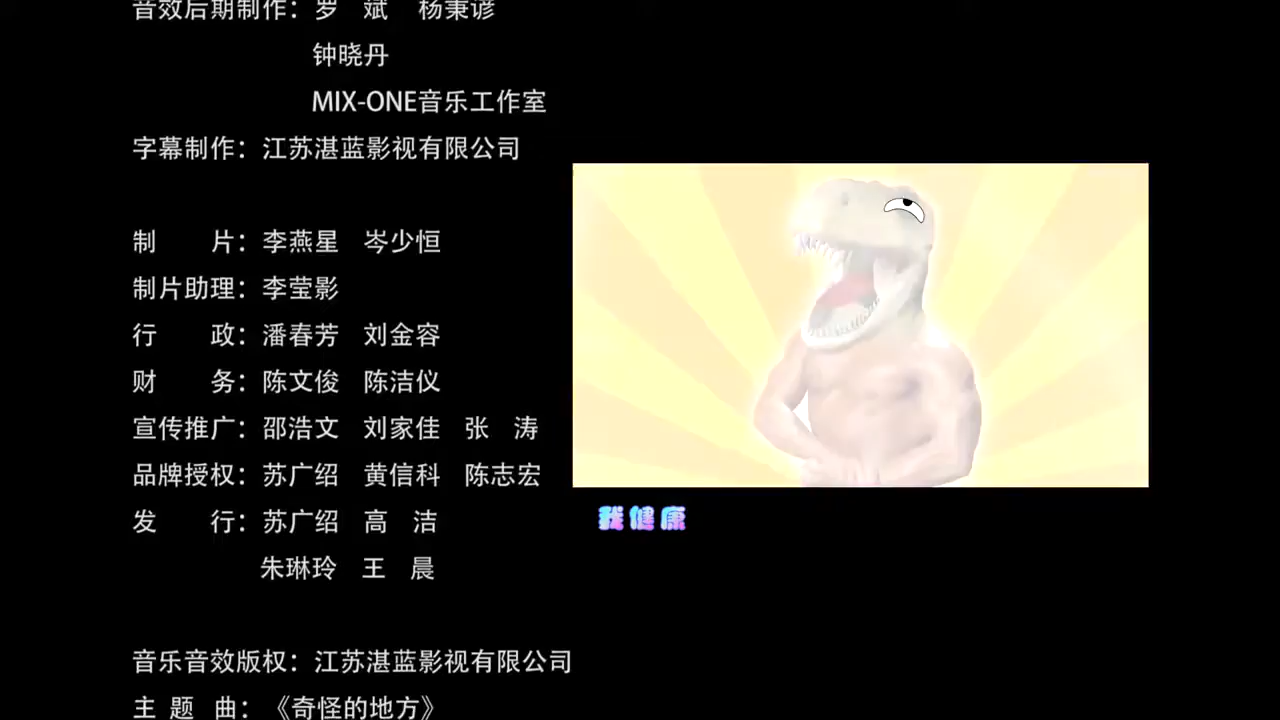 音效后期制作：罗　斌　杨秉谚
钟晓丹
MIX-ONE音乐工作室
字幕制作：江苏湛蓝影视有限公司
制　　片：李燕星　岑少恒
制片助理：李莹影
行　　政：潘春芳　刘金容
财　　务：陈文俊　陈洁仪
宣传推广：邵浩文　刘家佳　张　涛
品牌授权：苏广绍　黄信科　陈志宏
发　　行：苏广绍　高　洁
朱琳玲　王　晨
音乐音效版权：江苏湛蓝影视有限公司
主 题 曲：《奇怪的地方》
我健康